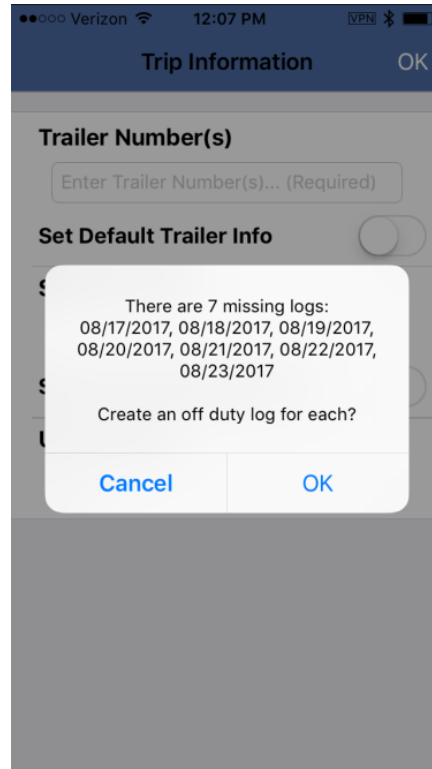 Verizon 12:07 PM VPN
Trip Information OK
Trailer Number(s)
Enter Trailer Number(s)... (Required)
Set Default Trailer Info
S
There are 7 missing logs:
08/17/2017, 08/18/2017, 08/19/2017,
08/20/2017, 08/21/2017, 08/22/2017,
08/23/2017
S
Create an off duty log for each?
U
Cancel OK